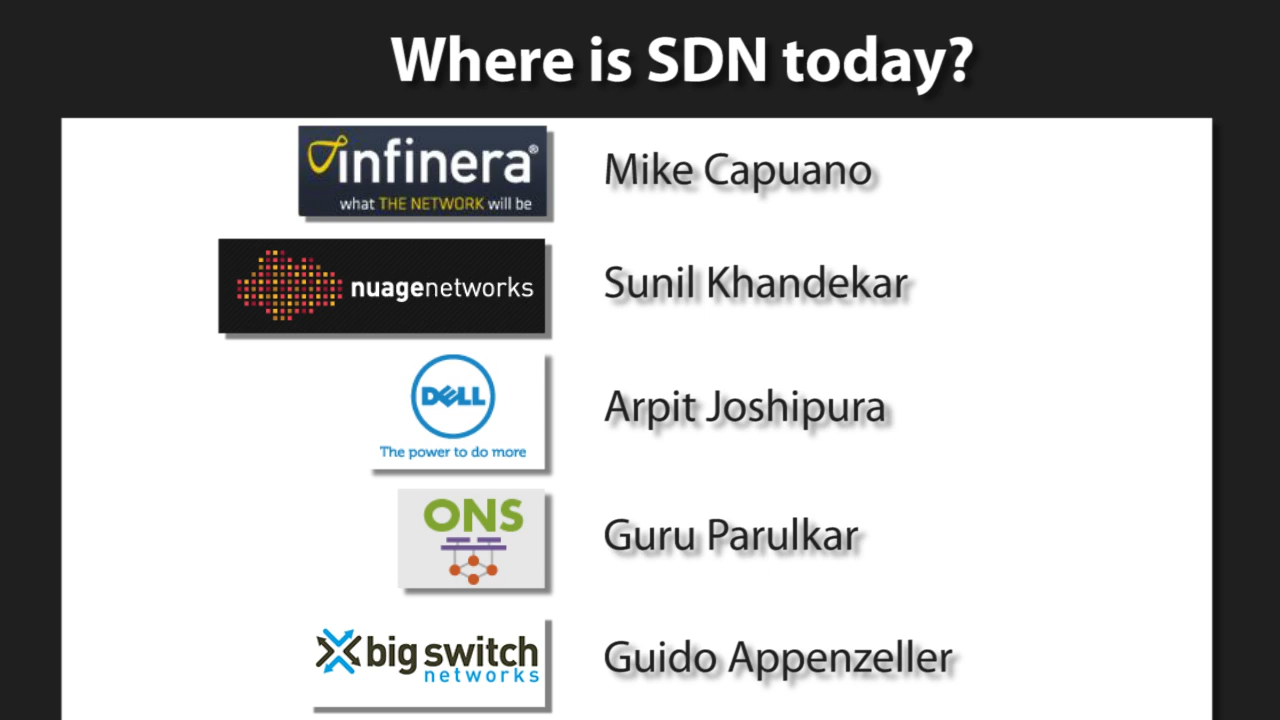 Where is SDN today?
infinera®
what THE NETWORK will be
Mike Capuano
nuagenetworks
Sunil Khandekar
DELL
The power to do more
Arpit Joshipura
ONS
Guru Parulkar
big switch
networks
Guido Appenzeller